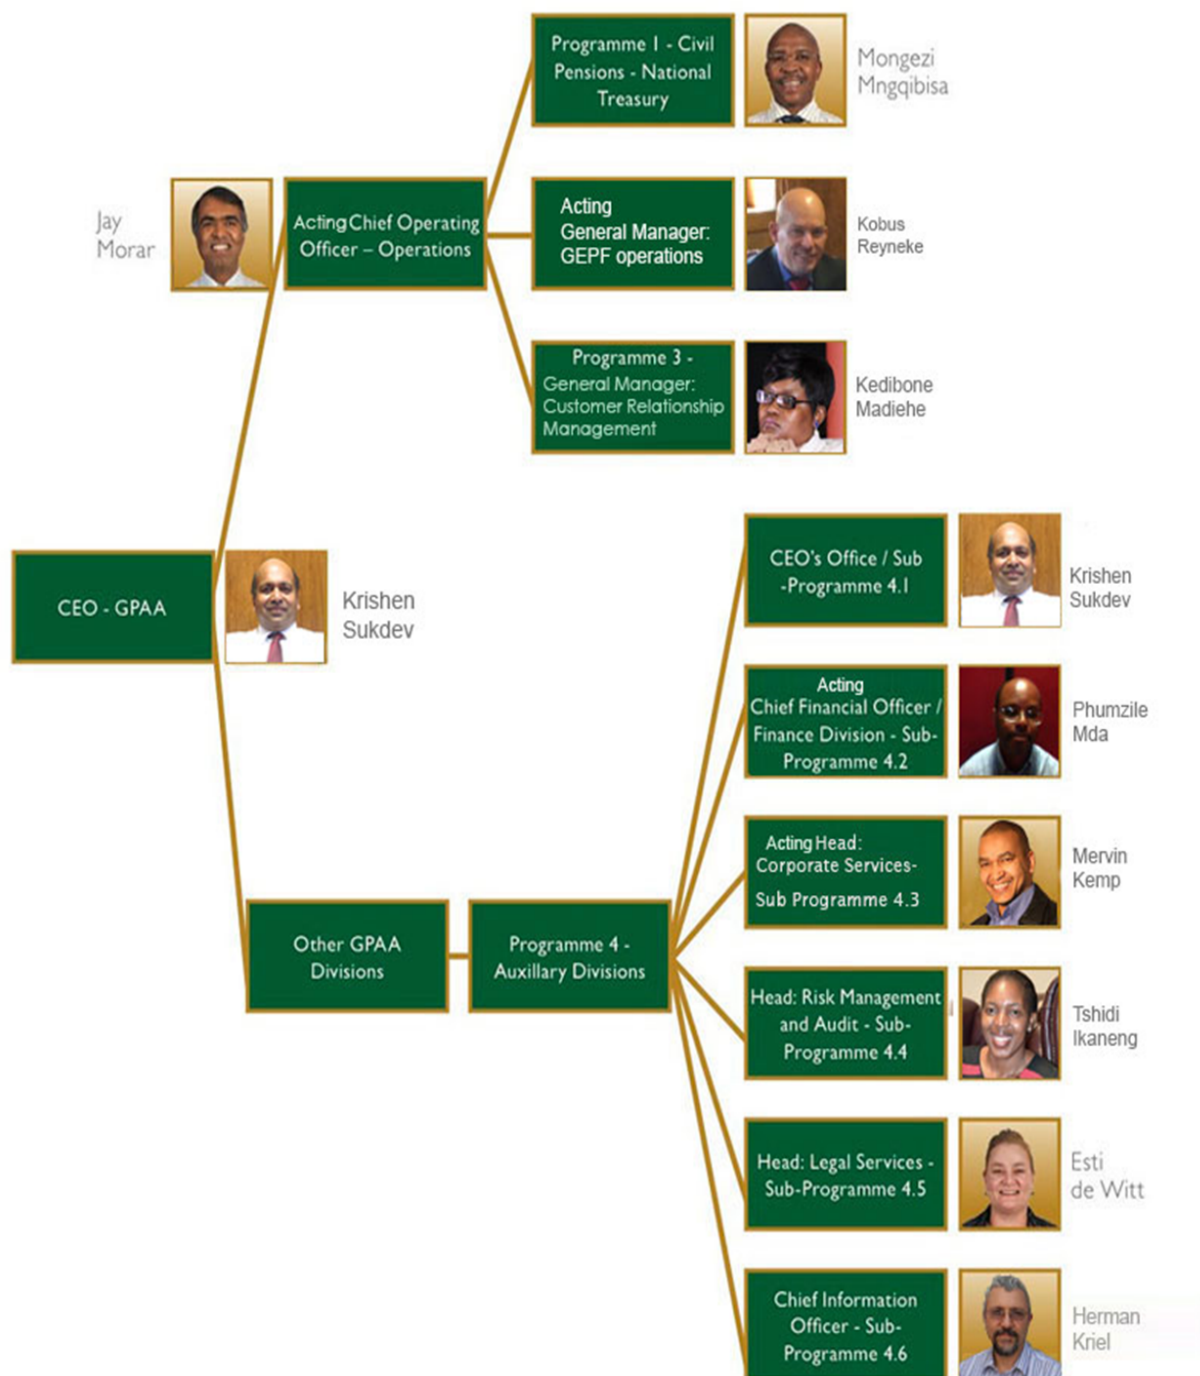 Programme 1 - Civil
Pensions - National
Treasury
Mongezi
Mngqibisa
Jay
Morar
Acting Chief Operating
Officer – Operations
Acting
General Manager:
GEPF operations
Kobus
Reyneke
Programme 3 -
General Manager:
Customer Relationship
Management
Kedibone
Madiehe
CEO - GPAA
Krishen
Sukdev
Other GPAA
Divisions
Programme 4 -
Auxillary Divisions
CEO's Office / Sub
-Programme 4.1
Krishen
Sukdev
Acting
Chief Financial Officer /
Finance Division - Sub-
Programme 4.2
Phumzile
Mda
Acting Head:
Corporate Services-
Sub Programme 4.3
Mervin
Kemp
Head: Risk Management
and Audit - Sub-
Programme 4.4
Tshidi
Ikaneng
Head: Legal Services -
Sub-Programme 4.5
Esti
de Witt
Chief Information
Officer - Sub-
Programme 4.6
Herman
Kriel